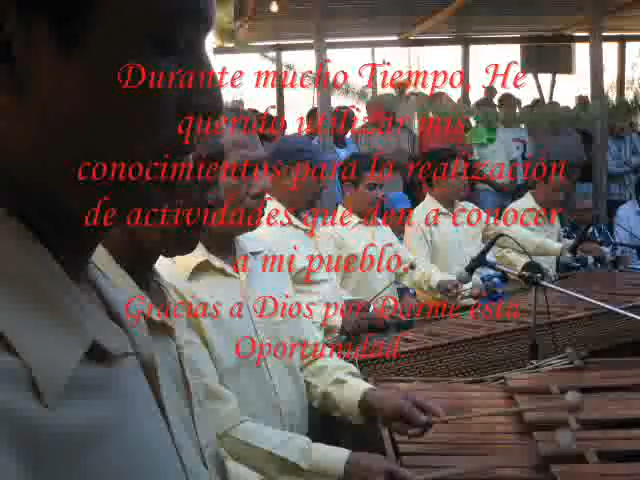 Durante mucho Tiempo, He
querido utilizar mis
conocimientos para la realización
de actividades que den a conocer
a mi pueblo.
Gracias a Dios por Darme esta
Oportunidad